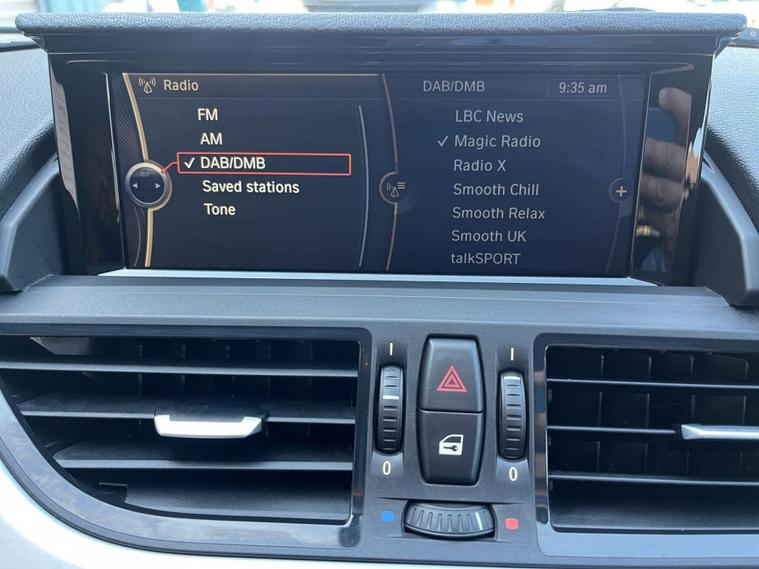 Radio
FM
AM
✓ DAB/DMB
Saved stations
Tone
DAB/DMB 9:35 am
LBC News
✓ Magic Radio
Radio X
Smooth Chill
Smooth Relax
Smooth UK
talkSPORT
I I
0 0